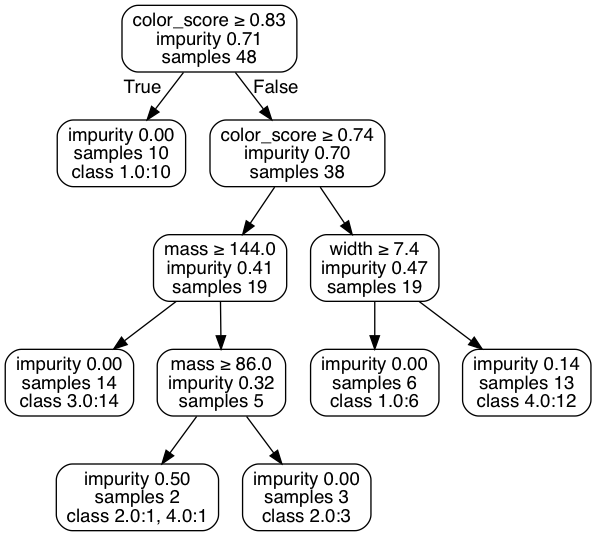 color_score ≥ 0.83
impurity 0.71
samples 48
True
False
impurity 0.00
samples 10
class 1.0:10
color_score ≥ 0.74
impurity 0.70
samples 38
mass ≥ 144.0
impurity 0.41
samples 19
width ≥ 7.4
impurity 0.47
samples 19
impurity 0.00
samples 14
class 3.0:14
mass ≥ 86.0
impurity 0.32
samples 5
impurity 0.00
samples 6
class 1.0:6
impurity 0.14
samples 13
class 4.0:12
impurity 0.50
samples 2
class 2.0:1, 4.0:1
impurity 0.00
samples 3
class 2.0:3